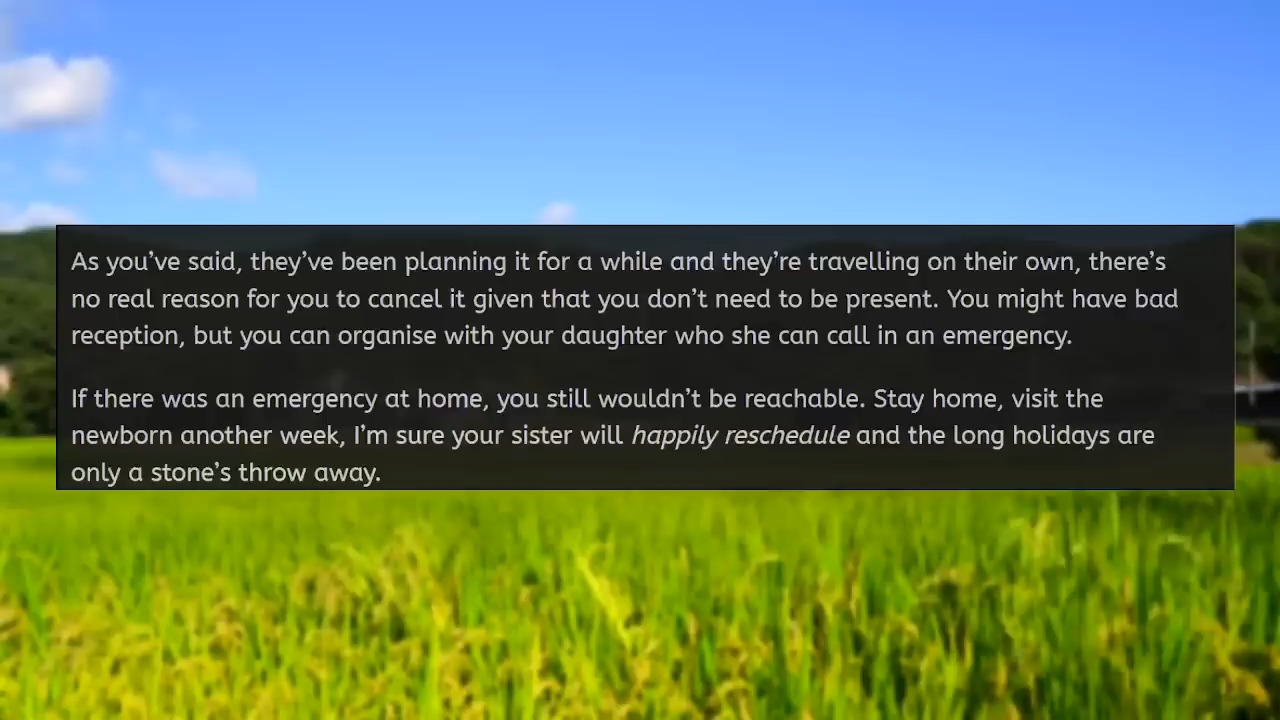 As you’ve said, they’ve been planning it for a while and they’re travelling on their own, there’s
no real reason for you to cancel it given that you don’t need to be present. You might have bad
reception, but you can organise with your daughter who she can call in an emergency.
If there was an emergency at home, you still wouldn’t be reachable. Stay home, visit the
newborn another week, I’m sure your sister will happily reschedule and the long holidays are
only a stone’s throw away.